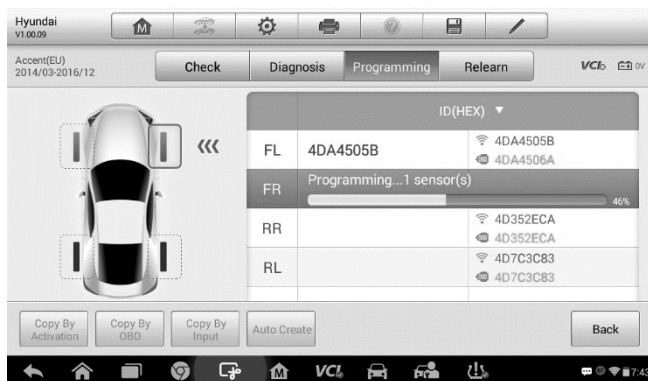 Hyundai
V1.00.09
M
?
Accent(EU)
2014/03-2016/12
Check
Diagnosis
Programming
Relearn
VCI
0V
ID(HEX) ▼
FL
4DA4505B
4DA4505B
4DA4506A
FR
Programming...1 sensor(s)
46%
RR
4D352ECA
4D352ECA
RL
4D7C3C83
4D7C3C83
Copy By
Activation
Copy By
OBD
Copy By
Input
Auto Create
Back
M
VCI
7:43